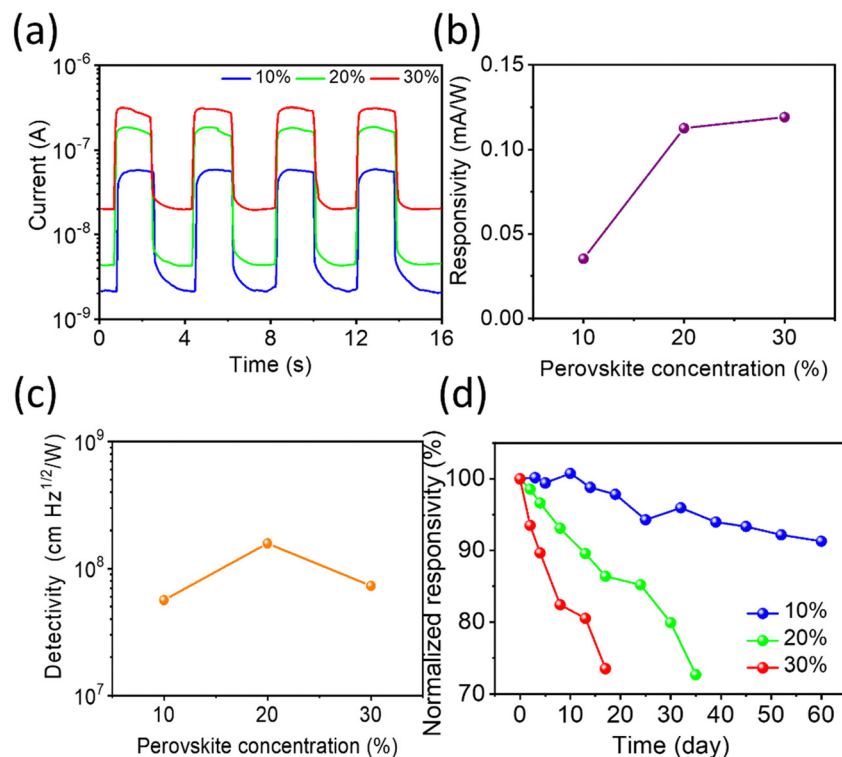 (a)
10% 20% 30%
10⁻⁶
10⁻⁷
10⁻⁸
10⁻⁹
Current (A)
0 4 8 12 16
Time (s)
(b)
0.15
0.10
0.05
0.00
Responsivity (mA/W)
10 20 30
Perovskite concentration (%)
(c)
10⁹
10⁸
10⁷
Detectivity (cm Hz¹/²/W)
10 20 30
Perovskite concentration (%)
(d)
100
90
80
70
Normalized responsivity (%)
10%
20%
30%
0 10 20 30 40 50 60
Time (day)